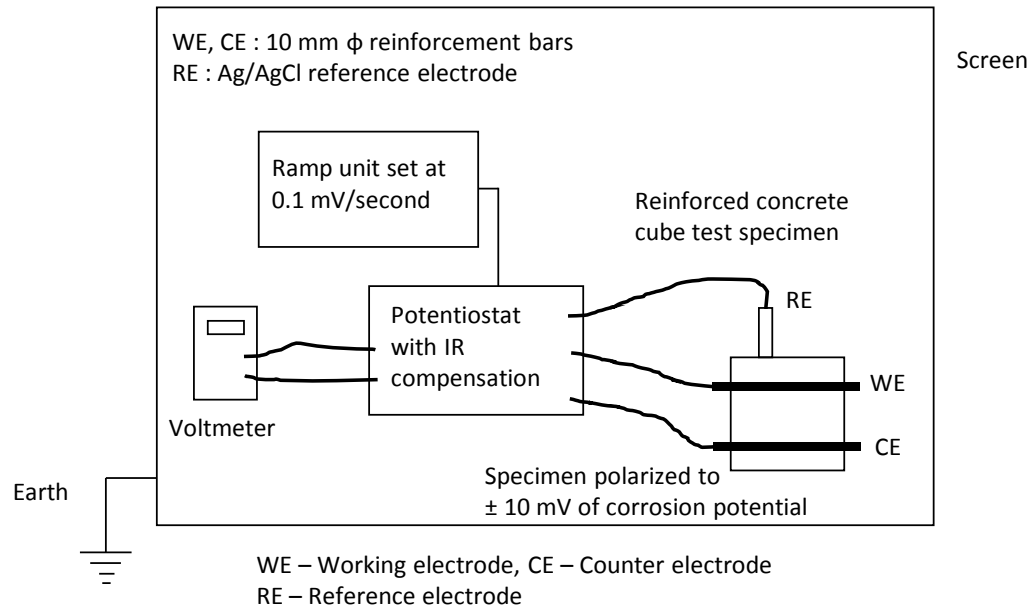 WE, CE : 10 mm ф reinforcement bars
RE : Ag/AgCl reference electrode
Screen
Ramp unit set at
0.1 mV/second
Reinforced concrete
cube test specimen
RE
Potentiostat
with IR
compensation
WE
Voltmeter
CE
Specimen polarized to
± 10 mV of corrosion potential
Earth
WE – Working electrode, CE – Counter electrode
RE – Reference electrode